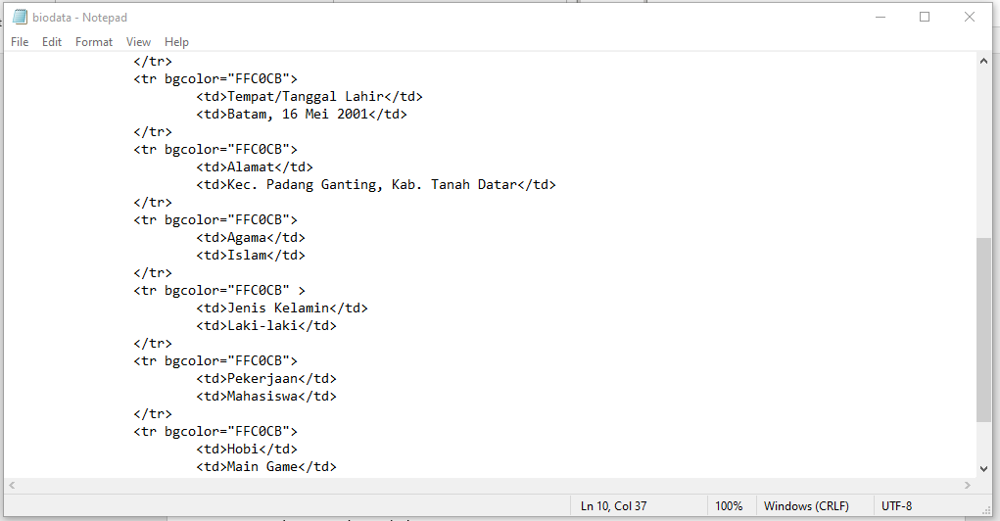 biodata - Notepad
File Edit Format View Help
</tr>
<tr bgcolor="FFC0CB">
<td>Tempat/Tanggal Lahir</td>
<td>Batam, 16 Mei 2001</td>
</tr>
<tr bgcolor="FFC0CB">
<td>Alamat</td>
<td>Kec. Padang Ganting, Kab. Tanah Datar</td>
</tr>
<tr bgcolor="FFC0CB">
<td>Agama</td>
<td>Islam</td>
</tr>
<tr bgcolor="FFC0CB" >
<td>Jenis Kelamin</td>
<td>Laki-laki</td>
</tr>
<tr bgcolor="FFC0CB">
<td>Pekerjaan</td>
<td>Mahasiswa</td>
</tr>
<tr bgcolor="FFC0CB">
<td>Hobi</td>
<td>Main Game</td>
Ln 10, Col 37 100% Windows (CRLF) UTF-8